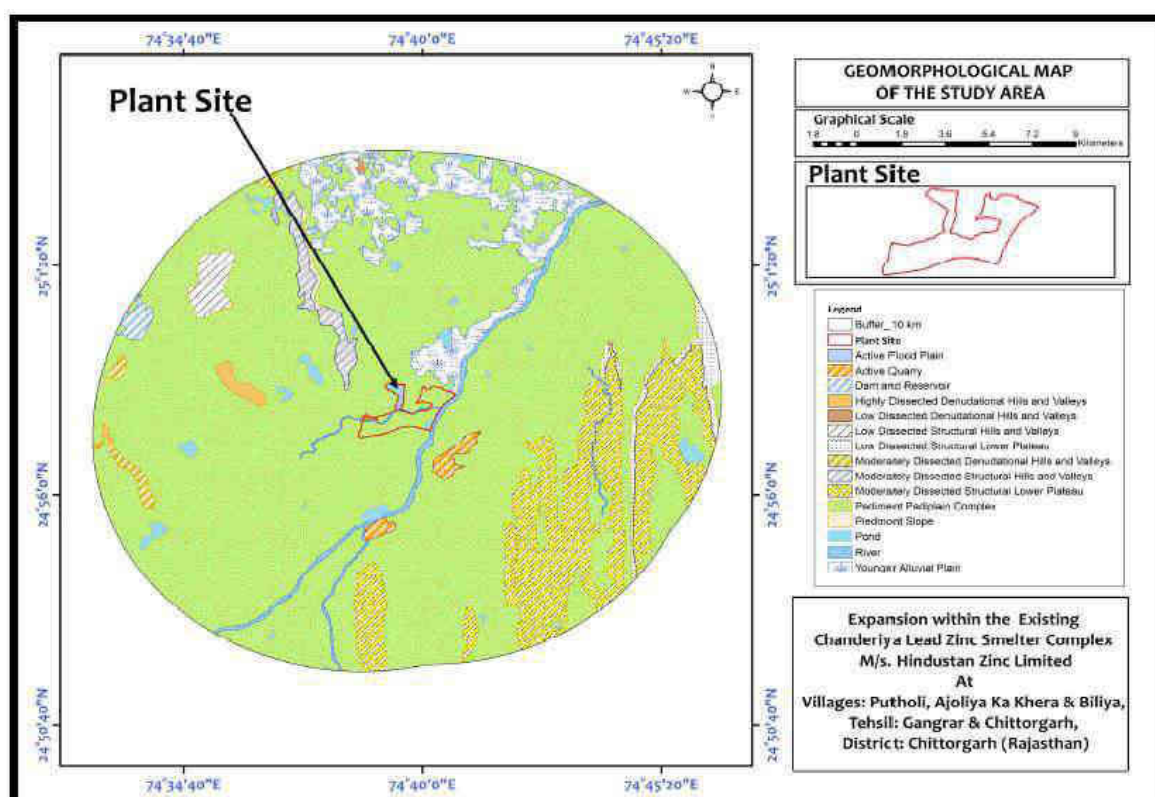 74°34'40"E 74°40'0"E 74°45'20"E
Plant Site
N
W E
S
25°1'20"N
24°56'0"N
24°50'40"N
25°1'20"N
24°56'0"N
24°50'40"N
74°34'40"E 74°40'0"E 74°45'20"E
GEOMORPHOLOGICAL MAP
OF THE STUDY AREA
Graphical Scale
1.8 0 1.8 3.6 5.4 7.2 9
Kilometers
Plant Site
Legend
Buffer_10 km
Plant Site
Active Flood Plain
Active Quarry
Dam and Reservoir
Highly Dissected Denudational Hills and Valleys
Low Dissected Denudational Hills and Valleys
Low Dissected Structural Hills and Valleys
Low Dissected Structural Lower Plateau
Moderately Dissected Denudational Hills and Valleys
Moderately Dissected Structural Hills and Valleys
Moderately Dissected Structural Lower Plateau
Pediment Pediplain Complex
Piedmont Slope
Pond
River
Younger Alluvial Plain
Expansion within the Existing
Chanderiya Lead Zinc Smelter Complex
M/s. Hindustan Zinc Limited
At
Villages: Putholi, Ajoliya Ka Khera & Biliya,
Tehsil: Gangrar & Chittorgarh,
District: Chittorgarh (Rajasthan)